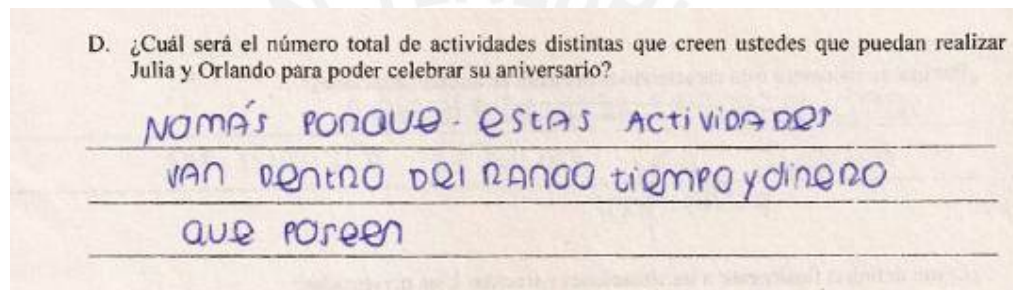 D. ¿Cuál será el número total de actividades distintas que creen ustedes que puedan realizar
Julia y Orlando para poder celebrar su aniversario?
NOMÁS PORQUE. ESTAS ACTIVIDADES
VAN DENTRO DEL RANGO TIEMPO Y DINERO
QUE POSEEN